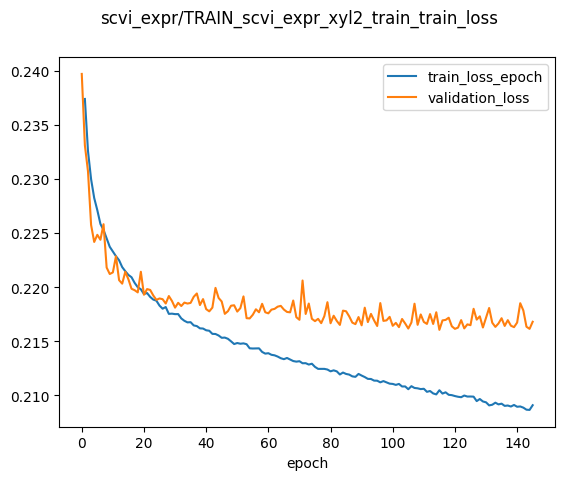 scvi_expr/TRAIN_scvi_expr_xyl2_train_train_loss
train_loss_epoch
validation_loss
0.240
0.235
0.230
0.225
0.220
0.215
0.210
0 20 40 60 80 100 120 140
epoch